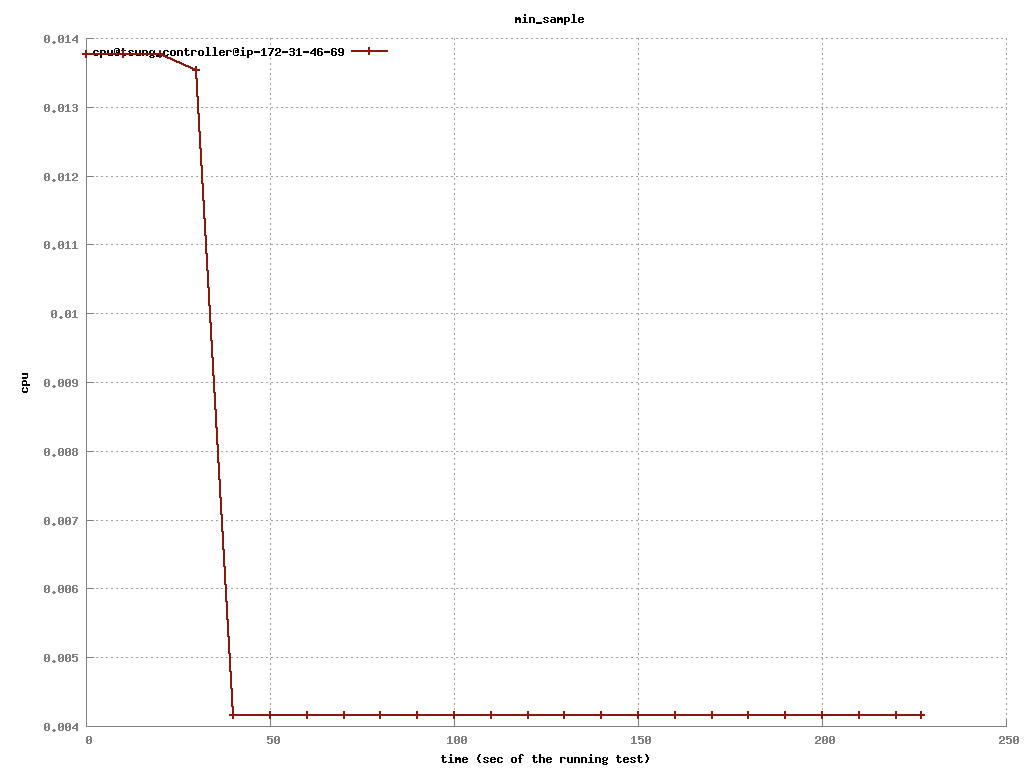 min_sample
0.014
cpu@tsung_controller@ip-172-31-46-69
0.013
0.012
0.011
0.01
0.009
cpu
0.008
0.007
0.006
0.005
0.004
0 50 100 150 200 250
time (sec of the running test)